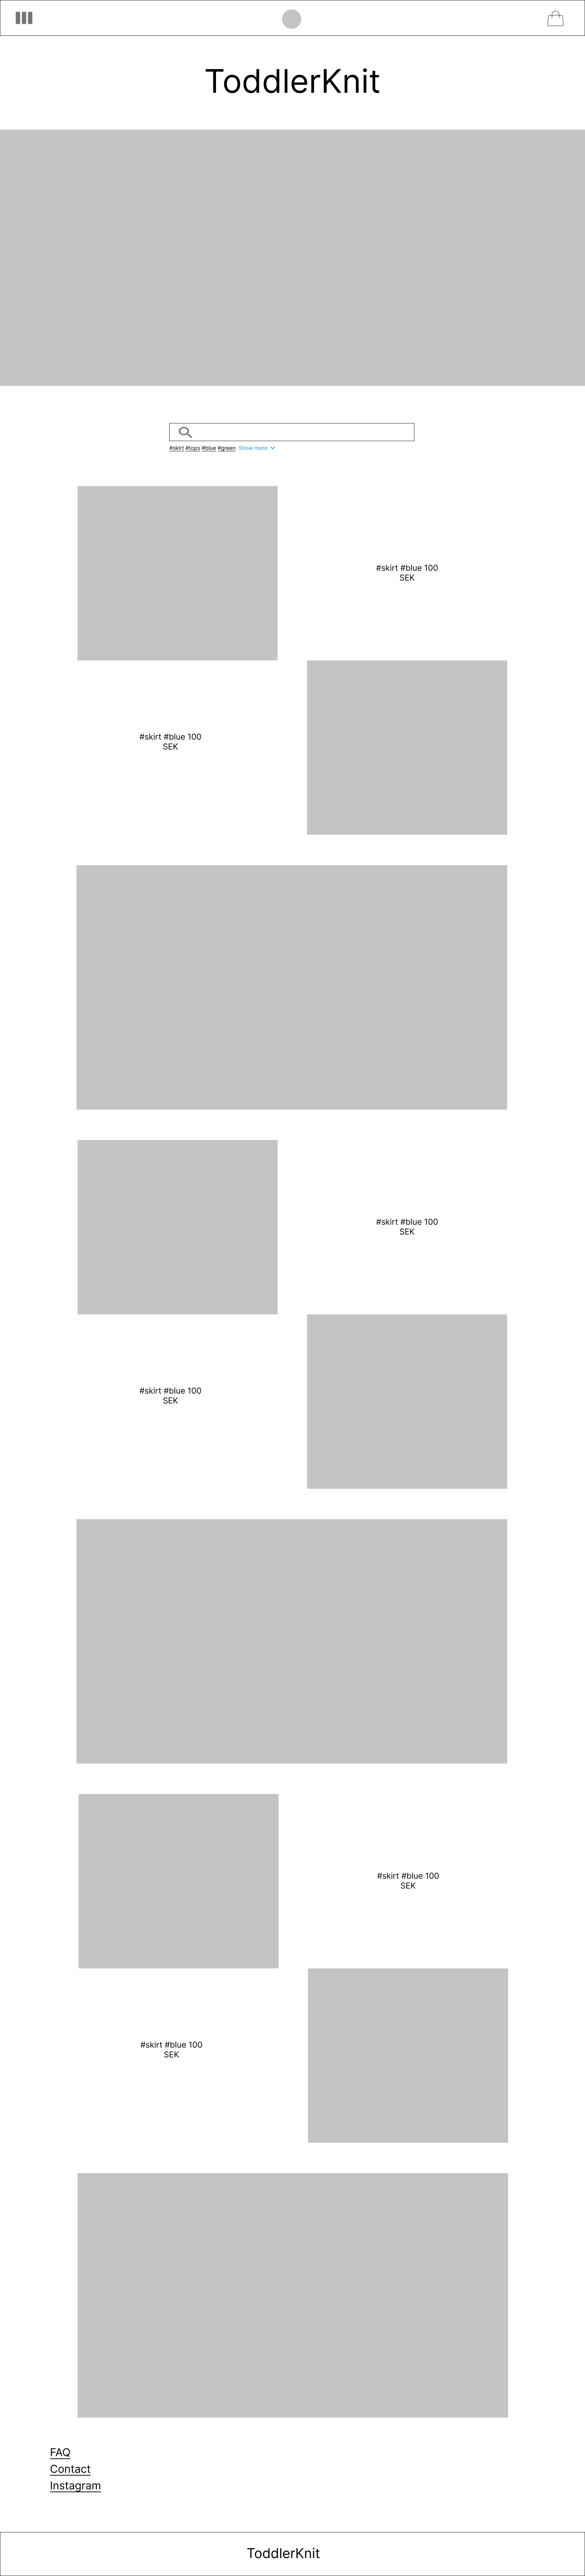 ToddlerKnit
#skirt #tops #blue #green Show more
#skirt #blue 100
SEK
#skirt #blue 100
SEK
#skirt #blue 100
SEK
#skirt #blue 100
SEK
#skirt #blue 100
SEK
#skirt #blue 100
SEK
FAQ
Contact
Instagram
ToddlerKnit